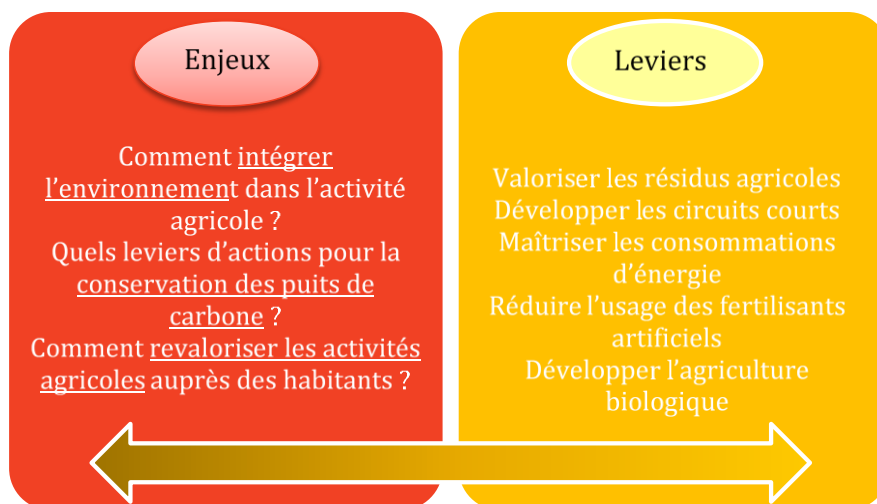 Enjeux
Comment intégrer
l'environnement dans l'activité
agricole ?
Quels leviers d'actions pour la
conservation des puits de
carbone ?
Comment revaloriser les activités
agricoles auprès des habitants ?
Leviers
Valoriser les résidus agricoles
Développer les circuits courts
Maîtriser les consommations
d'énergie
Réduire l'usage des fertilisants
artificiels
Développer l'agriculture
biologique